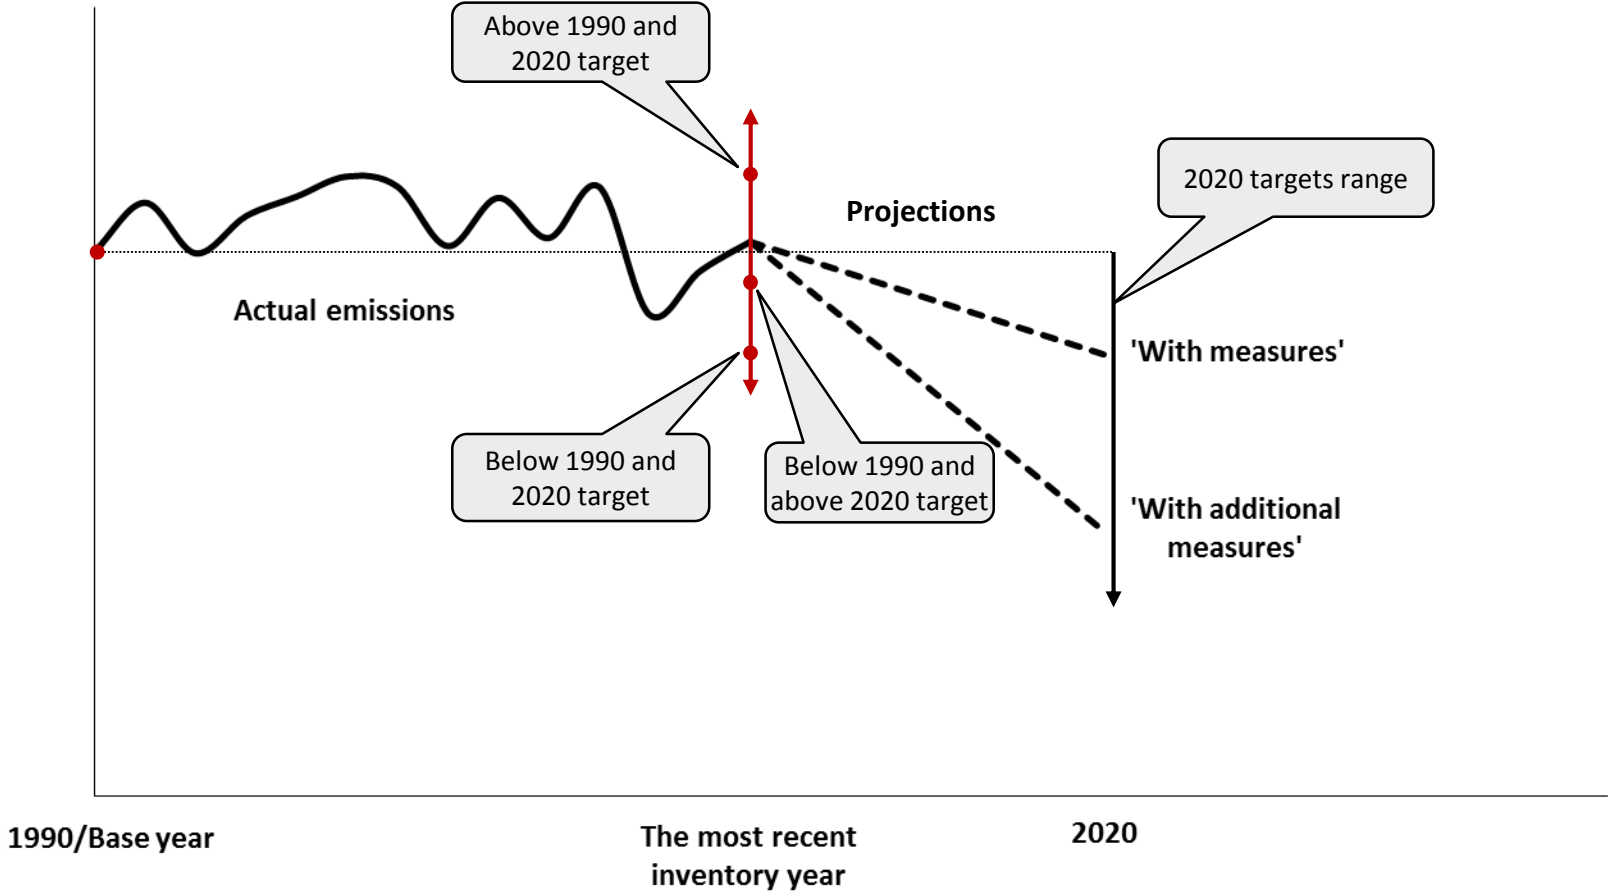 Above 1990 and
2020 target
2020 targets range
Projections
Actual emissions
'With measures'
Below 1990 and
2020 target
Below 1990 and
above 2020 target
'With additional
measures'
1990/Base year
The most recent
inventory year
2020